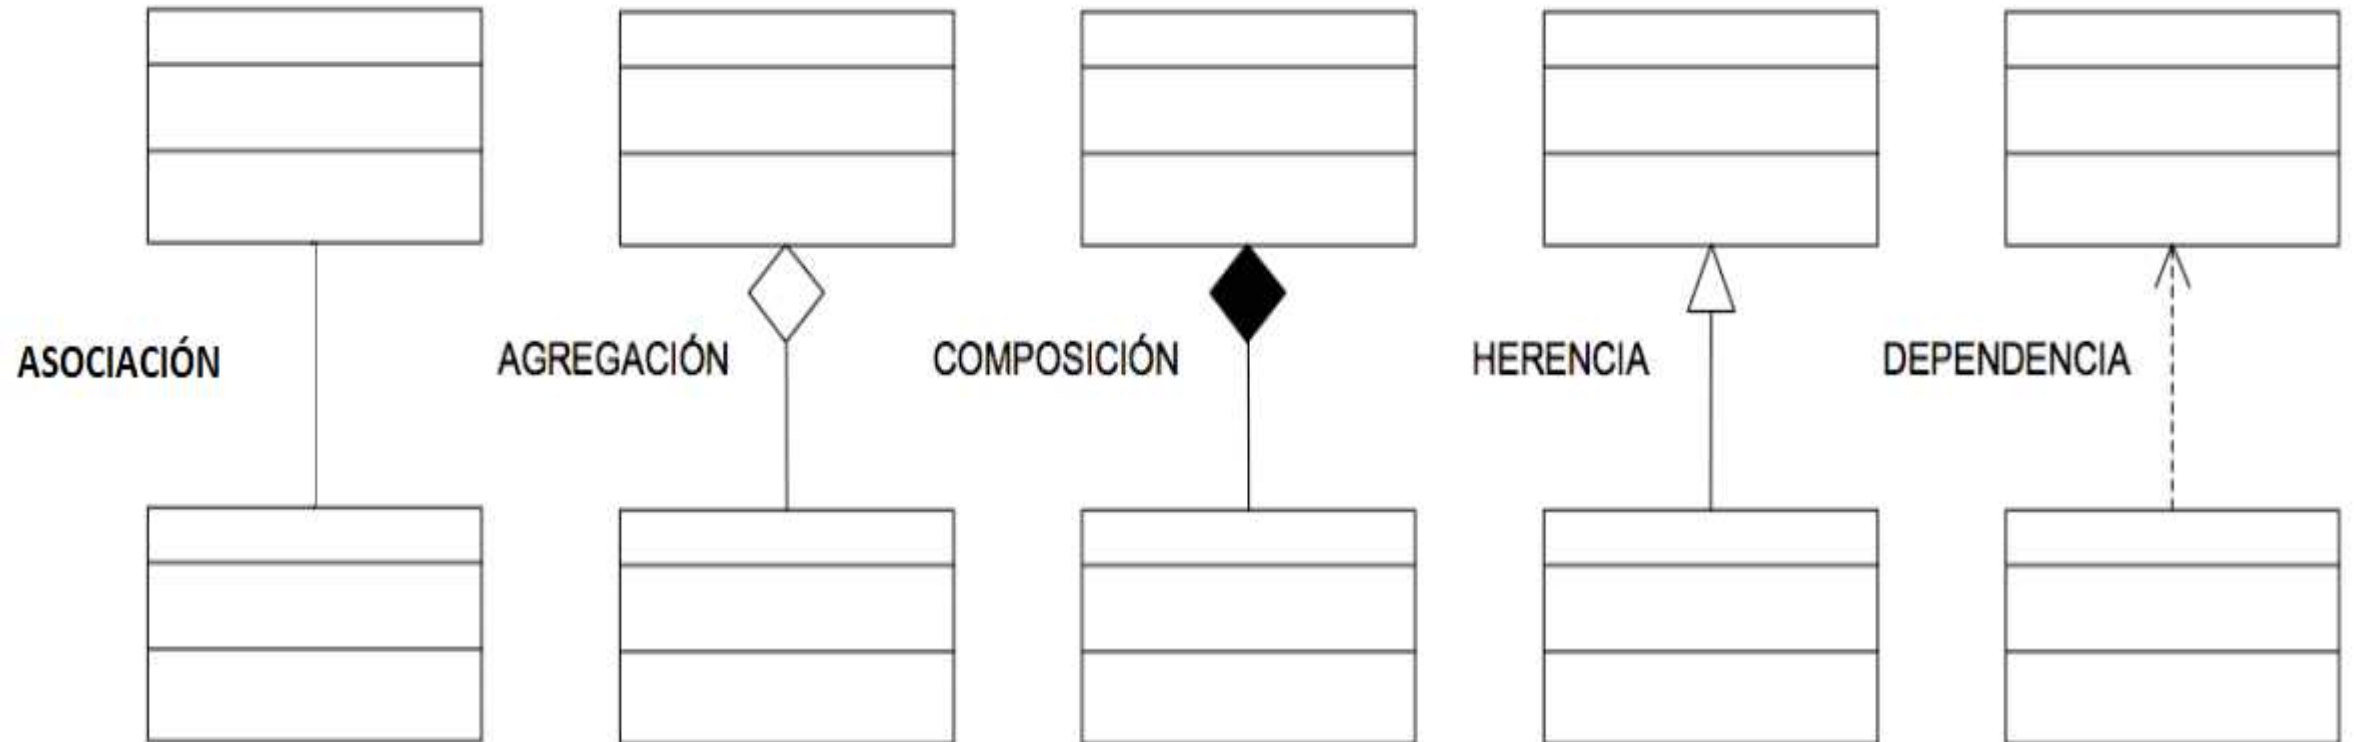 ASOCIACIÓN
AGREGACIÓN
COMPOSICIÓN
HERENCIA
DEPENDENCIA